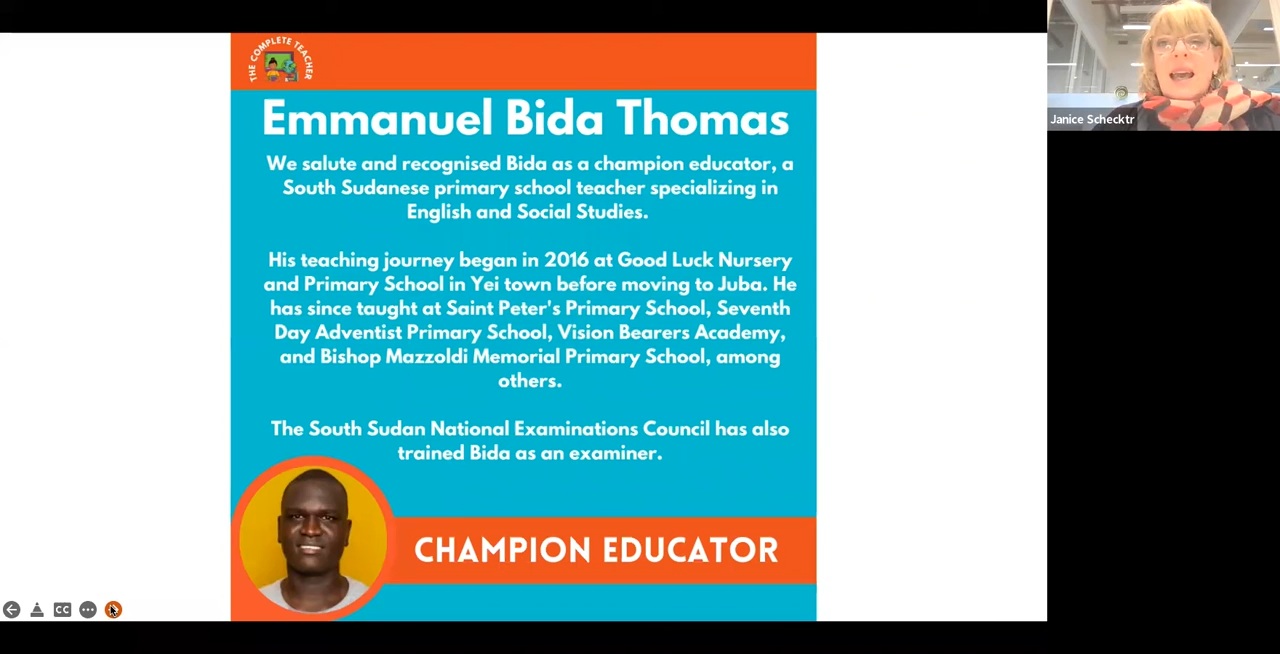 THE COMPLETE TEACHER
Emmanuel Bida Thomas
We salute and recognised Bida as a champion educator, a
South Sudanese primary school teacher specializing in
English and Social Studies.
His teaching journey began in 2016 at Good Luck Nursery
and Primary School in Yei town before moving to Juba. He
has since taught at Saint Peter's Primary School, Seventh
Day Adventist Primary School, Vision Bearers Academy,
and Bishop Mazzoldi Memorial Primary School, among
others.
The South Sudan National Examinations Council has also
trained Bida as an examiner.
CHAMPION EDUCATOR
Janice Schecktr
CC